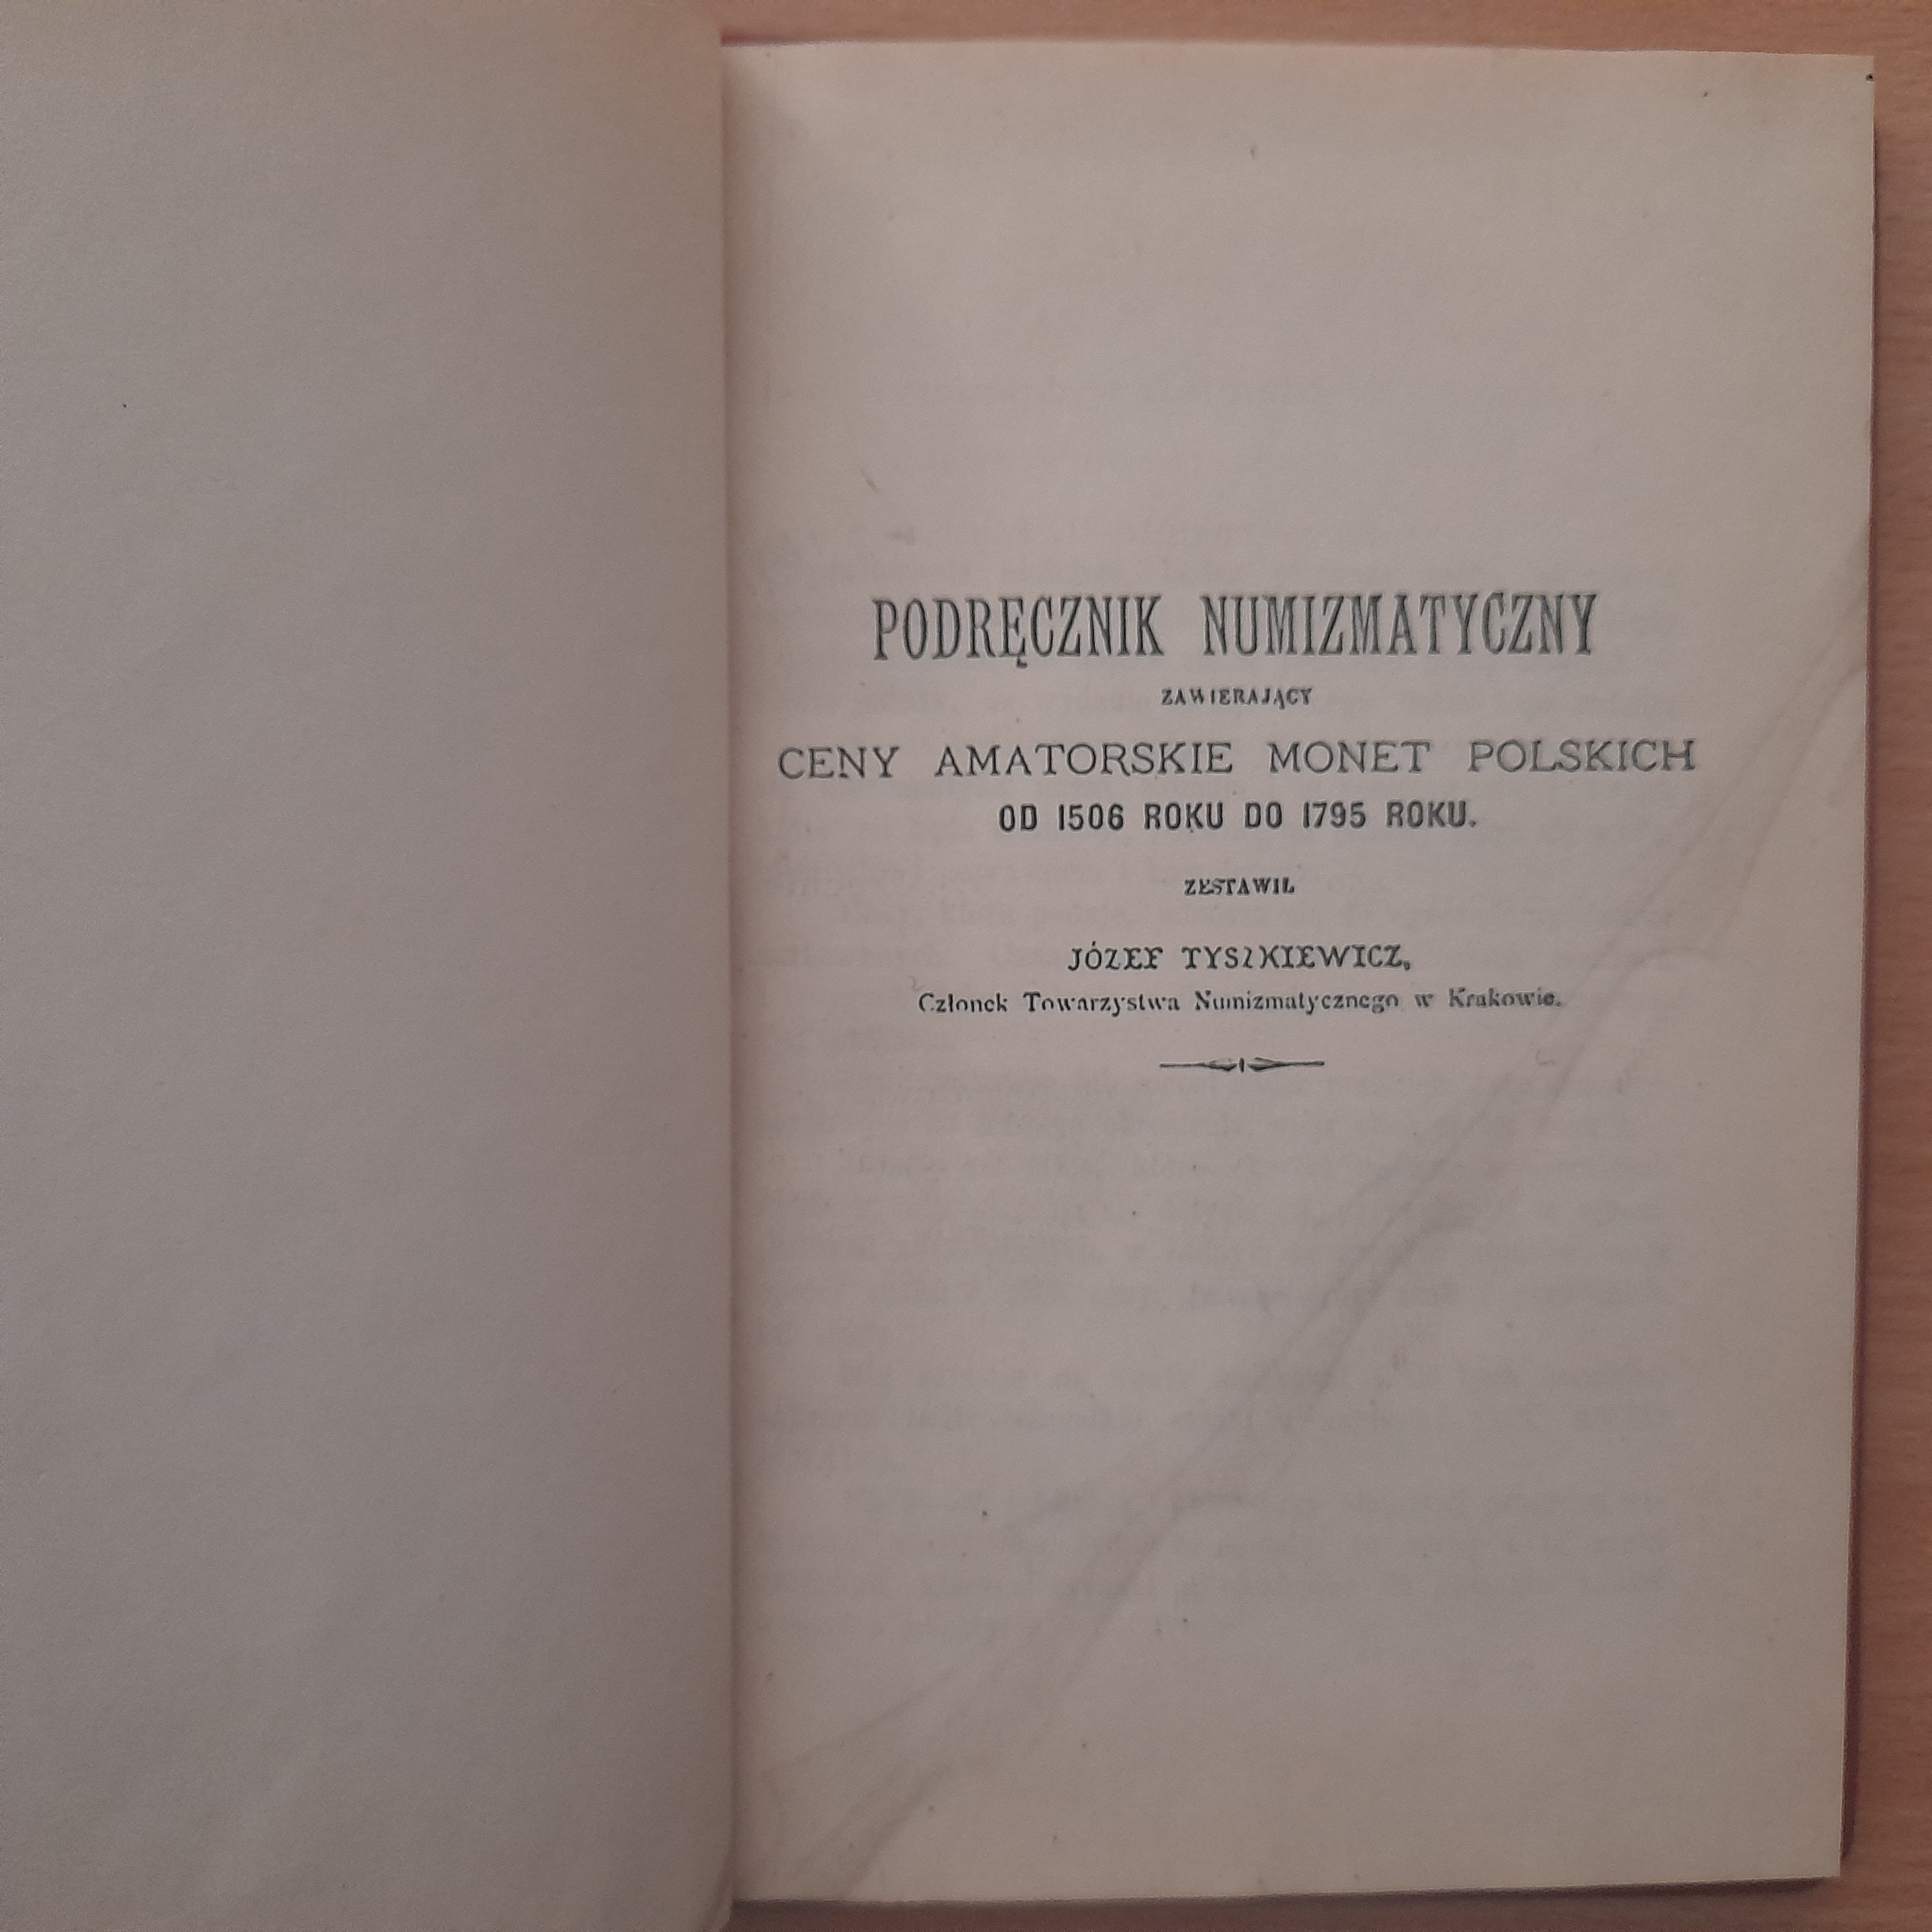 PODRĘCZNIK NUMIZMATYCZNY
ZAWIERAJĄCY
CENY AMATORSKIE MONET POLSKICH
OD 1506 ROKU DO 1795 ROKU.
ZESTAWIŁ
JÓZEF TYSZKIEWICZ,
Członek Towarzystwa Numizmatycznego w Krakowie.